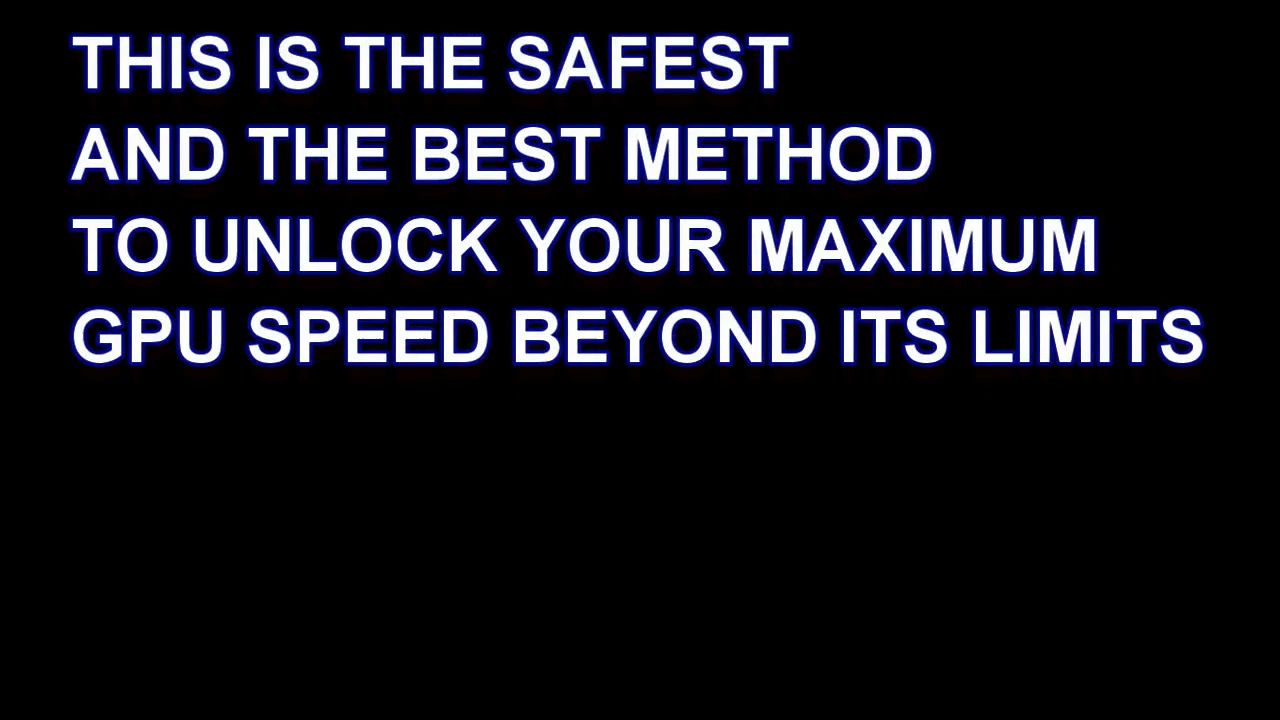 THIS IS THE SAFEST
AND THE BEST METHOD
TO UNLOCK YOUR MAXIMUM
GPU SPEED BEYOND ITS LIMITS